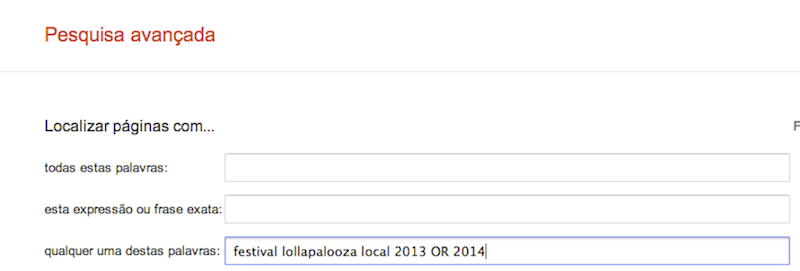 Pesquisa avançada
Localizar páginas com...
F
todas estas palavras:
esta expressão ou frase exata:
qualquer uma destas palavras: festival lollapalooza local 2013 OR 2014